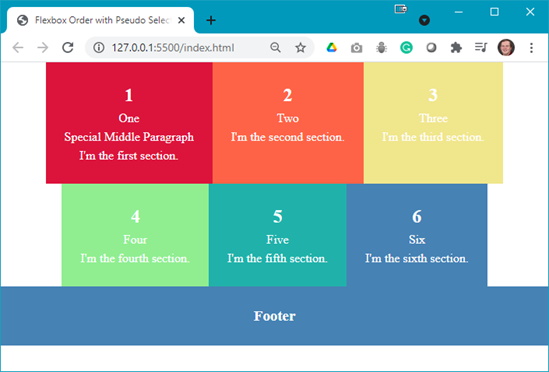 Flexbox Order with Pseudo Selec
127.0.0.1:5500/index.html
1
One
Special Middle Paragraph
I'm the first section.
2
Two
I'm the second section.
3
Three
I'm the third section.
4
Four
I'm the fourth section.
5
Five
I'm the fifth section.
6
Six
I'm the sixth section.
Footer